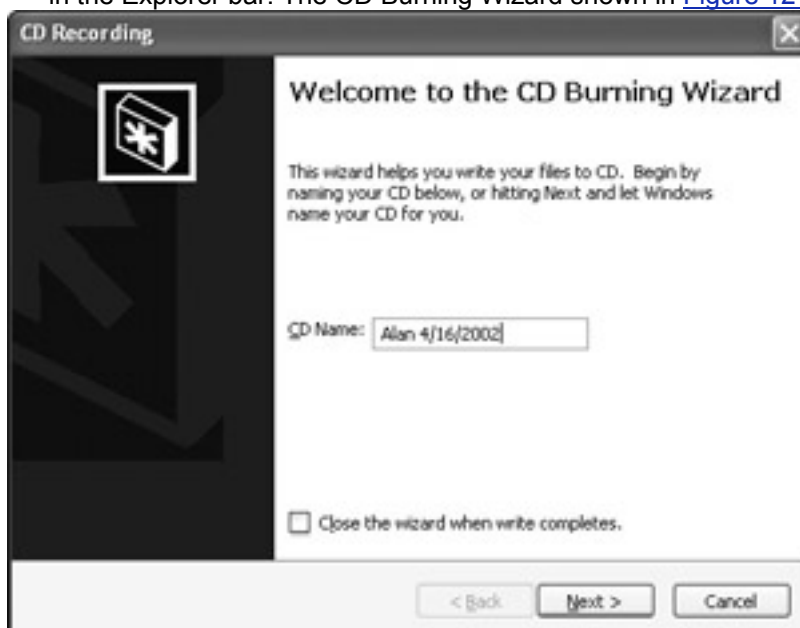 in the Explorer bar. The CD Burning Wizard shown in Figure 12
CD Recording
Welcome to the CD Burning Wizard
This wizard helps you write your files to CD. Begin by
naming your CD below, or hitting Next and let Windows
name your CD for you.
CD Name: Alan 4/16/2002
Close the wizard when write completes.
< Back Next > Cancel